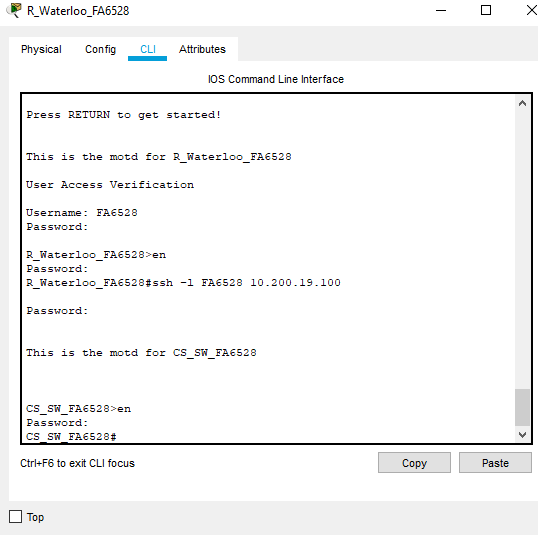 R_Waterloo_FA6528
Physical Config CLI Attributes
IOS Command Line Interface
Press RETURN to get started!
This is the motd for R_Waterloo_FA6528
User Access Verification
Username: FA6528
Password:
R_Waterloo_FA6528>en
Password:
R_Waterloo_FA6528#ssh -l FA6528 10.200.19.100
Password:
This is the motd for CS_SW_FA6528
CS_SW_FA6528>en
Password:
CS_SW_FA6528#
Ctrl+F6 to exit CLI focus Copy Paste
Top